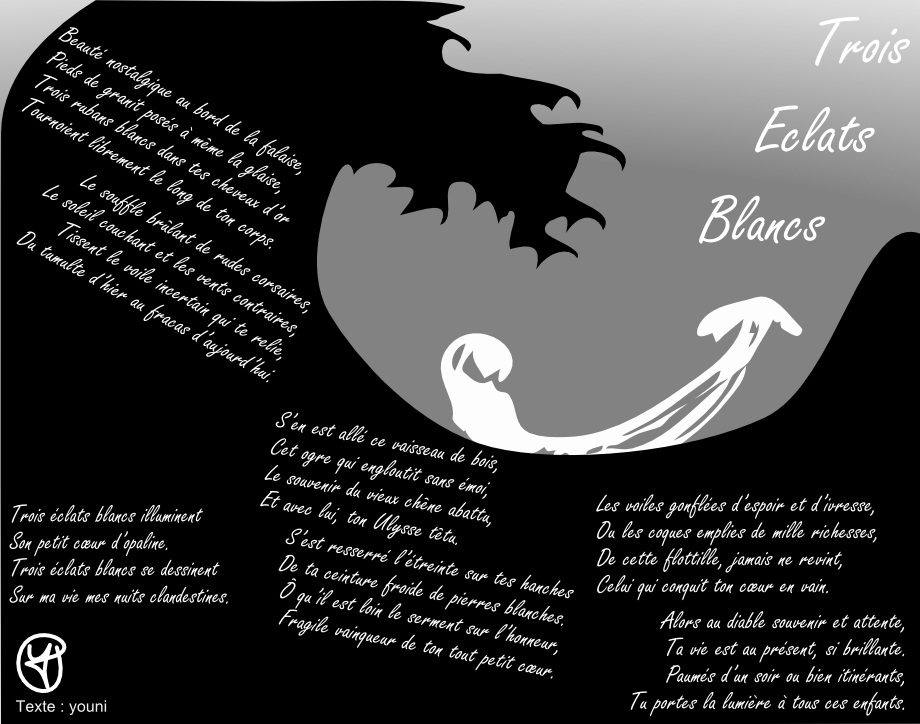 Trois
Eclats
Blancs
Beauté nostalgique au bord de la falaise,
Pieds de granit posés à même la glaise,
Trois rubans blancs dans tes cheveux d'or
Tournoient librement le long de ton corps.
Le souffle brûlant de rudes corsaires,
Le soleil couchant et les vents contraires,
Tissent le voile incertain qui te relie,
Du tumulte d'hier au fracas d'aujourd'hui.
S'en est allé ce vaisseau de bois,
Cet ogre qui engloutit sans émoi,
Le souvenir du vieux chêne abattu,
Et avec lui, ton Ulysse têtu.
S'est resserré l'étreinte sur tes hanches
De ta ceinture froide de pierres blanches.
Ô qu'il est loin le serment sur l'honneur,
Fragile vainqueur de ton tout petit cœur.
Les voiles gonflées d'espoir et d'ivresse,
Ou les coques emplies de mille richesses,
De cette flottille, jamais ne revint,
Celui qui conquît ton cœur en vain.
Alors au diable souvenir et attente,
Ta vie est au présent, si brillante.
Paumés d'un soir ou bien itinérants,
Tu portes la lumière à tous ces enfants.
Trois éclats blancs illuminent
Son petit cœur d'opaline.
Trois éclats blancs se dessinent
Sur ma vie mes nuits clandestines.
Texte : youni